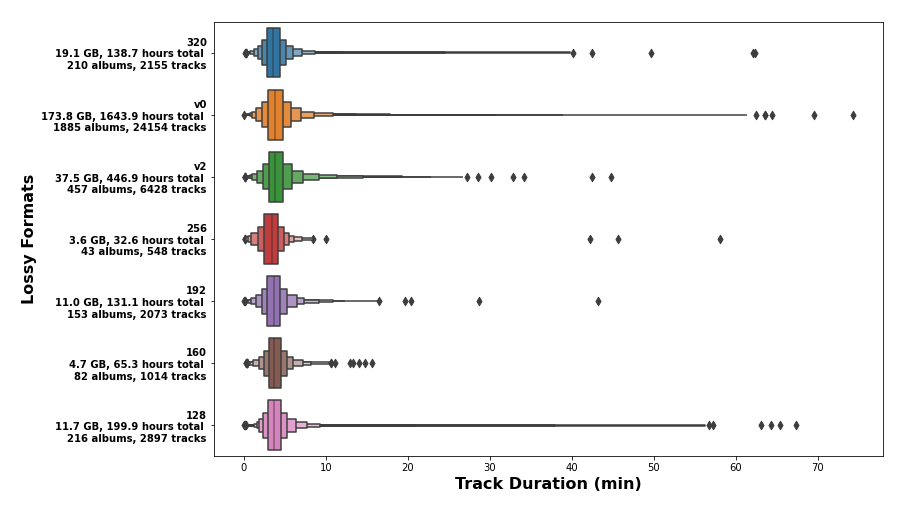 320
19.1 GB, 138.7 hours total
210 albums, 2155 tracks
v0
173.8 GB, 1643.9 hours total
1885 albums, 24154 tracks
v2
37.5 GB, 446.9 hours total
457 albums, 6428 tracks
256
3.6 GB, 32.6 hours total
43 albums, 548 tracks
192
11.0 GB, 131.1 hours total
153 albums, 2073 tracks
160
4.7 GB, 65.3 hours total
82 albums, 1014 tracks
128
11.7 GB, 199.9 hours total
216 albums, 2897 tracks
Lossy Formats
0 10 20 30 40 50 60 70
Track Duration (min)